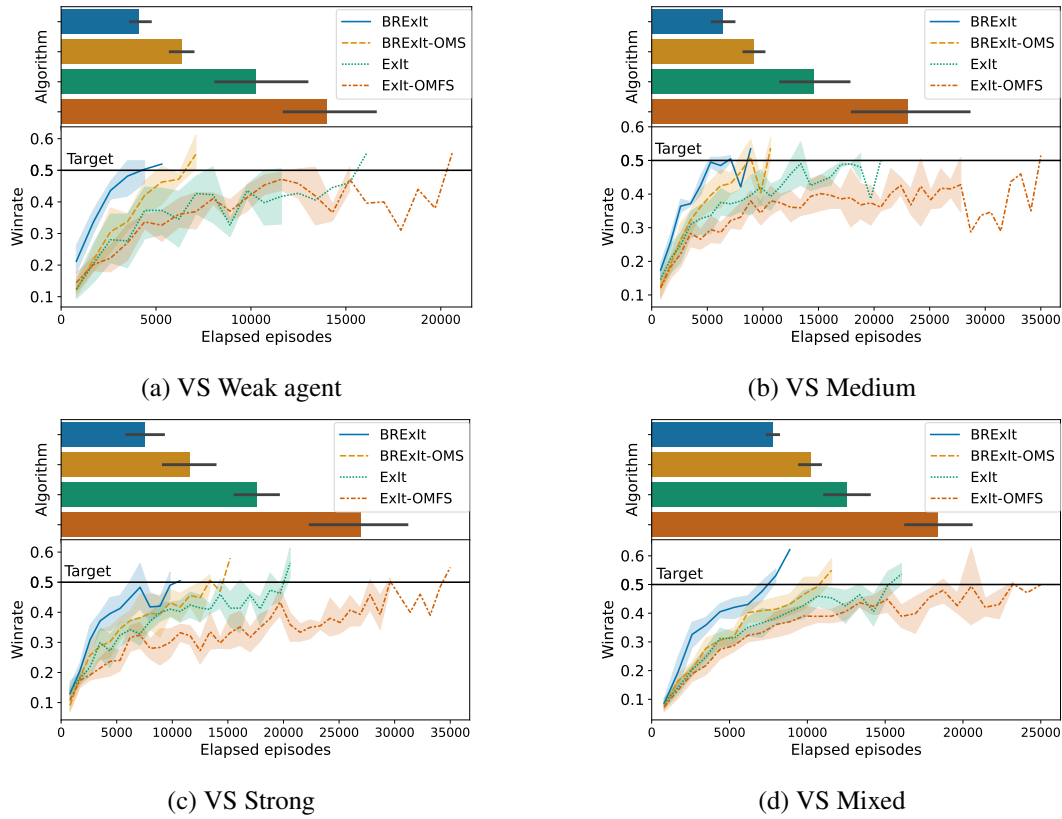 Algorithm
BRExIt
BRExIt-OMS
ExIt
ExIt-OMFS
Winrate
0.6
0.5
0.4
0.3
0.2
0.1
Target
0
5000
10000
15000
20000
Elapsed episodes
(a) VS Weak agent
Algorithm
BRExIt
BRExIt-OMS
ExIt
ExIt-OMFS
Winrate
0.6
0.5
0.4
0.3
0.2
0.1
Target
0
5000
10000
15000
20000
25000
30000
35000
Elapsed episodes
(b) VS Medium
Algorithm
BRExIt
BRExIt-OMS
ExIt
ExIt-OMFS
Winrate
0.6
0.5
0.4
0.3
0.2
0.1
Target
0
5000
10000
15000
20000
25000
30000
35000
Elapsed episodes
(c) VS Strong
Algorithm
BRExIt
BRExIt-OMS
ExIt
ExIt-OMFS
Winrate
0.6
0.5
0.4
0.3
0.2
0.1
Target
0
5000
10000
15000
20000
25000
Elapsed episodes
(d) VS Mixed